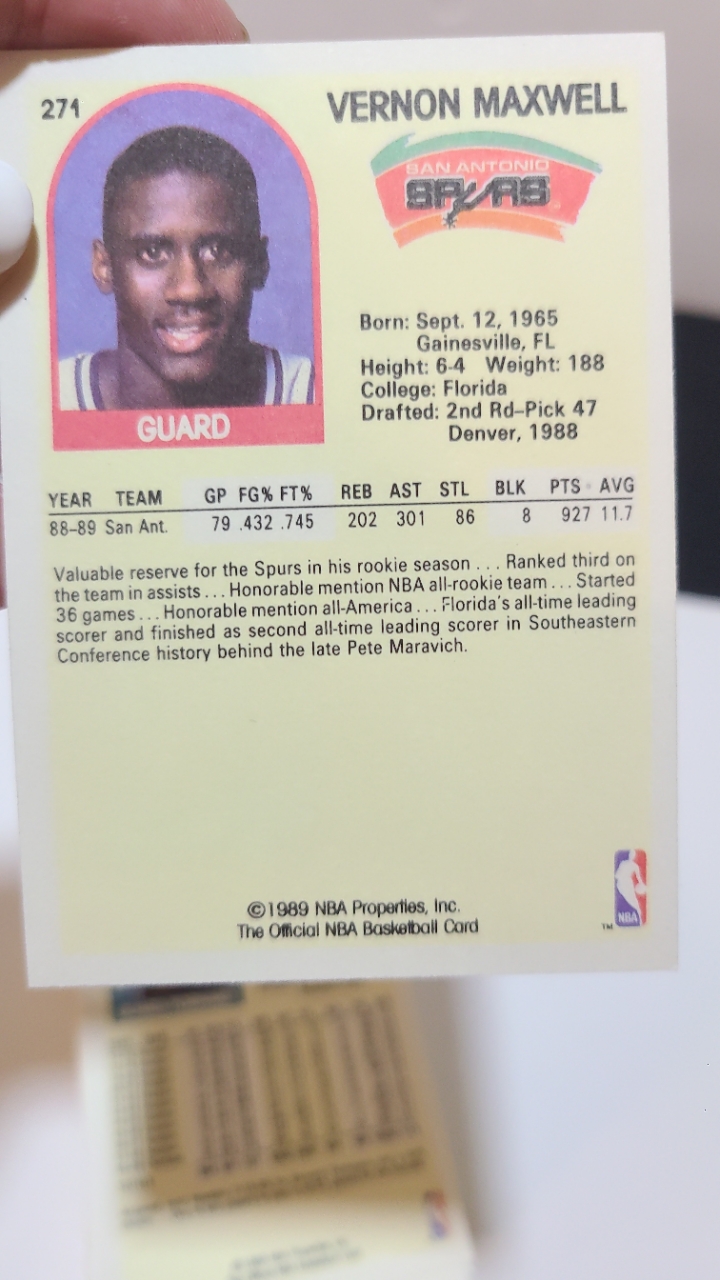 271
VERNON MAXWELL
SAN ANTONIO
SPURS
Born: Sept. 12, 1965
Gainesville, FL
Height: 6-4 Weight: 188
College: Florida
Drafted: 2nd Rd–Pick 47
Denver, 1988
GUARD
YEAR TEAM GP FG% FT% REB AST STL BLK PTS AVG
88–89 San Ant. 79 .432 .745 202 301 86 8 927 11.7
Valuable reserve for the Spurs in his rookie season . . . Ranked third on
the team in assists . . . Honorable mention NBA all-rookie team . . . Started
36 games . . . Honorable mention all-America . . . Florida's all-time leading
scorer and finished as second all-time leading scorer in Southeastern
Conference history behind the late Pete Maravich.
©1989 NBA Properties, Inc.
The Official NBA Basketball Card
TM NBA